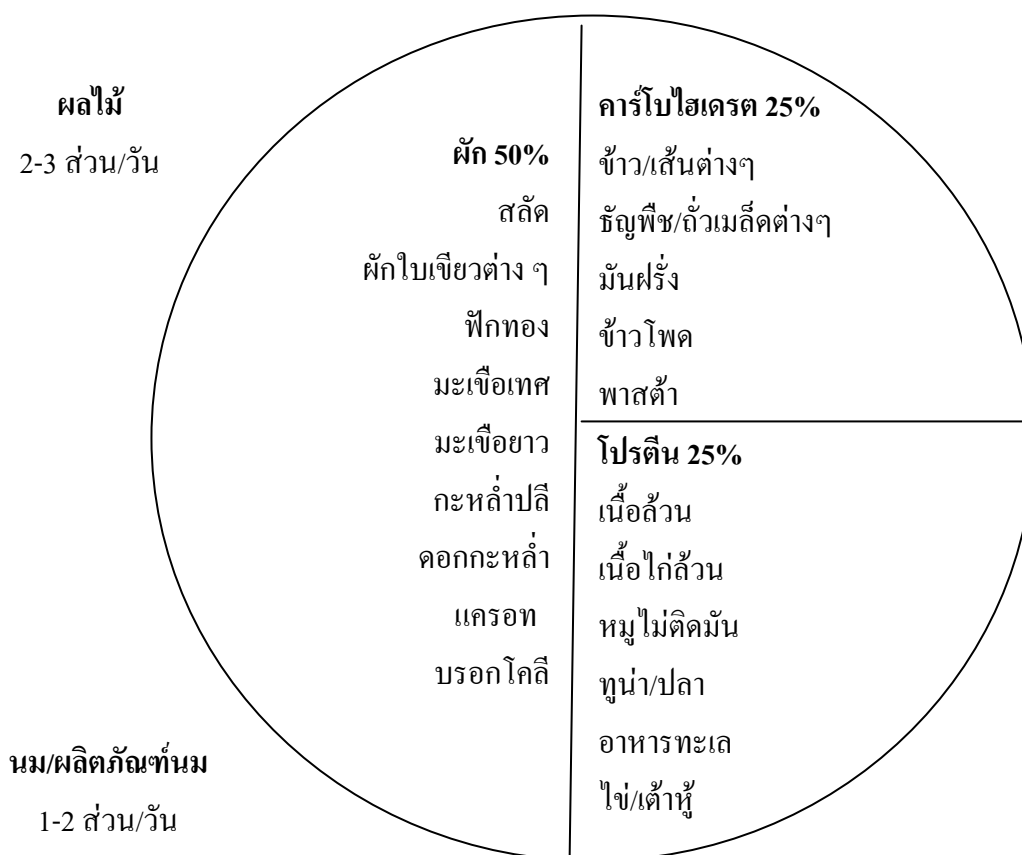 ผลไม้
2-3 ส่วน/วัน
ผัก 50%
สลัด
ผักใบเขียวต่าง ๆ
ฟักทอง
มะเขือเทศ
มะเขือยาว
กะหล่ำปลี
ดอกกะหล่ำ
แครอท
บรอกโคลี
คาร์โบไฮเดรต 25%
ข้าว/เส้นต่างๆ
ธัญพืช/ถั่วเมล็ดต่างๆ
มันฝรั่ง
ข้าวโพด
พาสต้า
โปรตีน 25%
เนื้อล้วน
เนื้อไก่ล้วน
หมูไม่ติดมัน
ทูน่า/ปลา
อาหารทะเล
ไข่/เต้าหู้
นม/ผลิตภัณฑ์นม
1-2 ส่วน/วัน